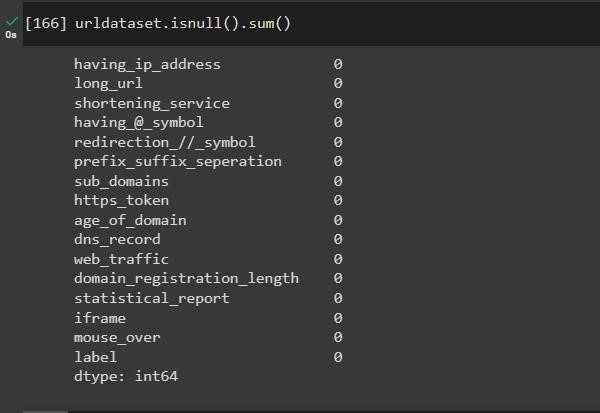 [166] urldataset.isnull().sum()
0s
having_ip_address 0
long_url 0
shortening_service 0
having_@_symbol 0
redirection_//_symbol 0
prefix_suffix_seperation 0
sub_domains 0
https_token 0
age_of_domain 0
dns_record 0
web_traffic 0
domain_registration_length 0
statistical_report 0
iframe 0
mouse_over 0
label 0
dtype: int64